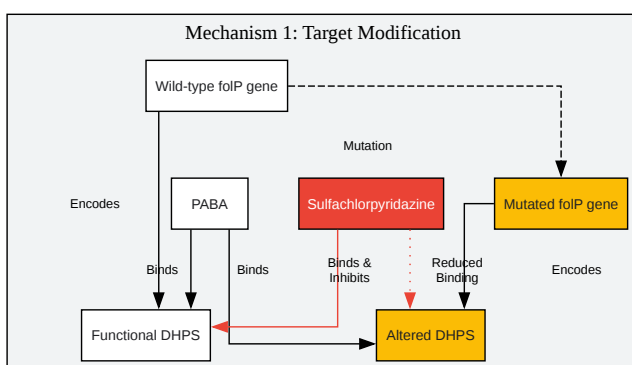 Mechanism 1: Target Modification
Wild-type folP gene
Mutation
Encodes
PABA
Sulfachlorpyridazine
Mutated folP gene
Binds
Binds
Binds &
Inhibits
Reduced
Binding
Encodes
Functional DHPS
Altered DHPS